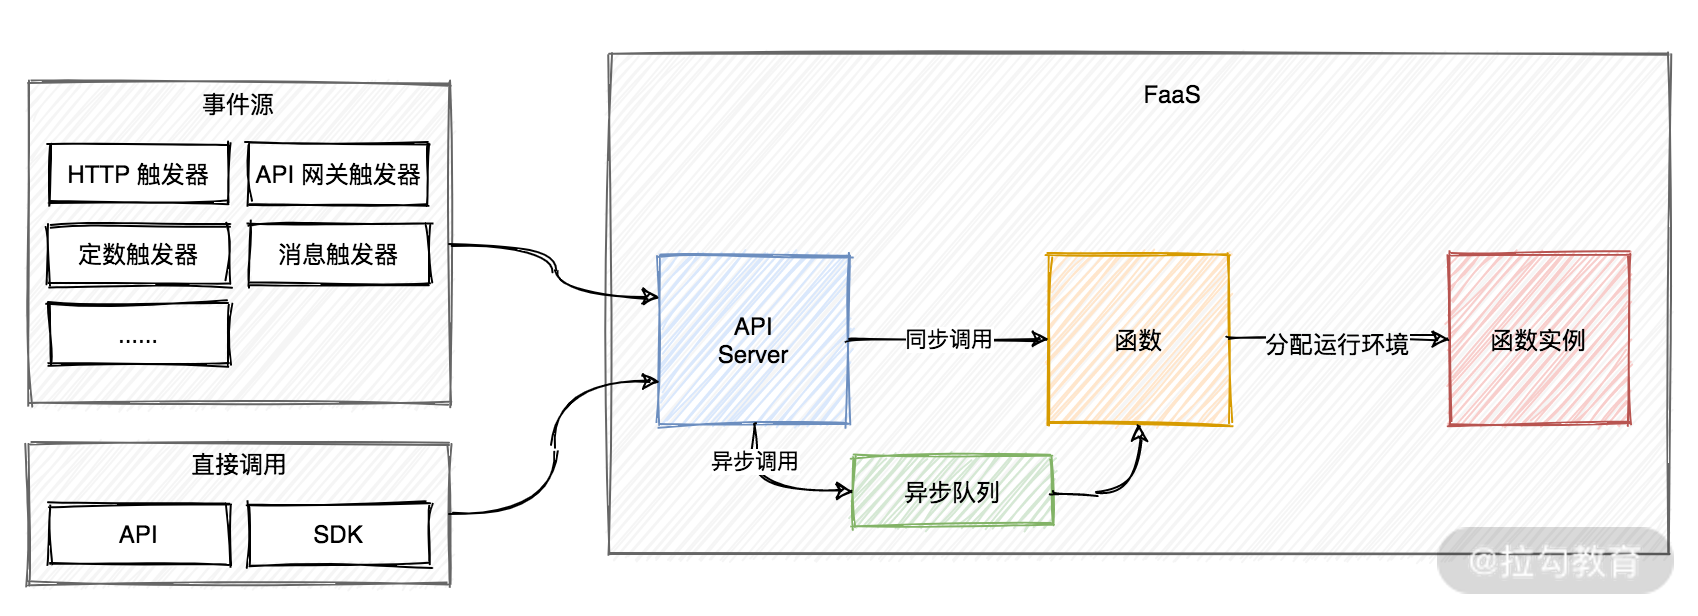 事件源
HTTP 触发器
API 网关触发器
定数触发器
消息触发器
······
直接调用
API
SDK
FaaS
API
Server
同步调用
函数
分配运行环境
函数实例
异步调用
异步队列
@拉勾教育